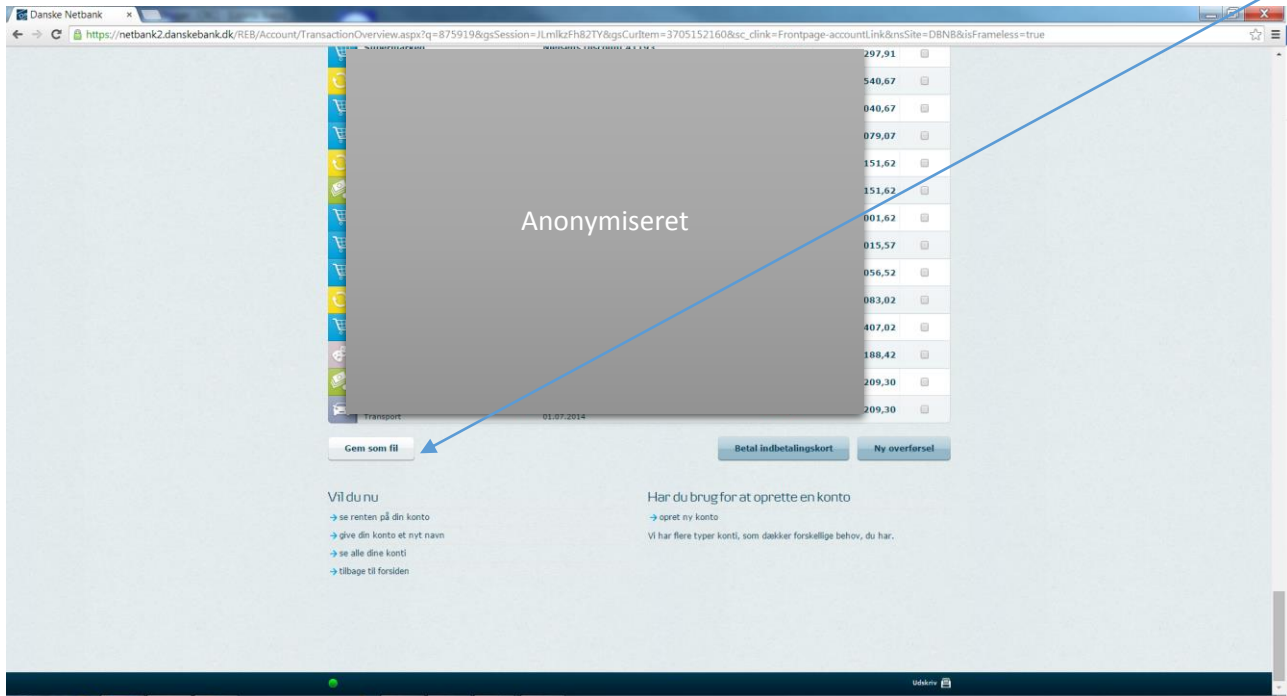 Danske Netbank
https://netbank2.danskebank.dk/REB/Account/TransactionOverview.aspx?q=875919&gsSession=JLmlkzFh82TY&gsCurItem=3705152160&sc_clink=Frontpage-accountLink&nsSite=DBNB&isFrameless=true
297,91
540,67
040,67
079,07
151,62
151,62
Anonymiseret
001,62
015,57
056,52
083,02
407,02
188,42
209,30
Transport 01.07.2014 209,30
Gem som fil Betal indbetalingskort Ny overførsel
Vil du nu
se renten på din konto
give din konto et nyt navn
se alle dine konti
tilbage til forsiden
Har du brug for at oprette en konto
opret ny konto
Vi har flere typer konti, som dækker forskellige behov, du har.
Udskriv